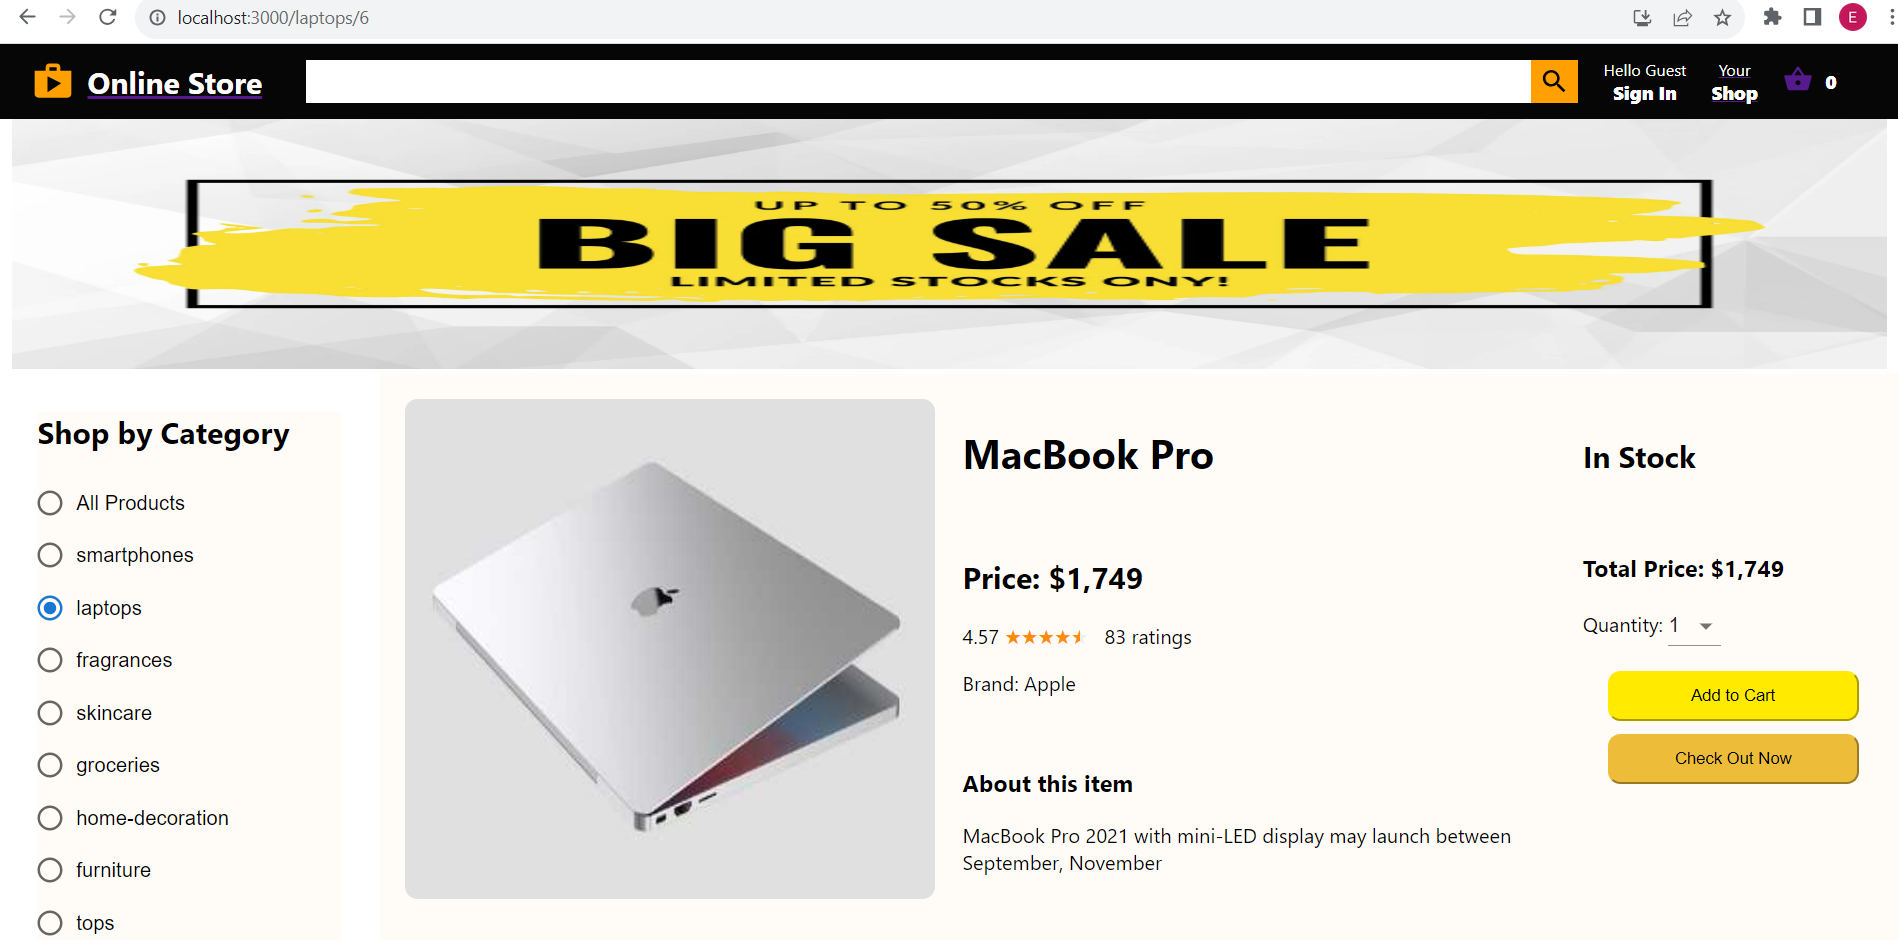 localhost:3000/laptops/6
E
Online Store
Hello Guest
Sign In
Your
Shop
0
UP TO 50% OFF
BIG SALE
LIMITED STOCKS ONY!
Shop by Category
All Products
smartphones
laptops
fragrances
skincare
groceries
home-decoration
furniture
tops
MacBook Pro
Price: $1,749
4.57 ★★★★ 83 ratings
Brand: Apple
About this item
MacBook Pro 2021 with mini-LED display may launch between
September, November
In Stock
Total Price: $1,749
Quantity: 1
Add to Cart
Check Out Now